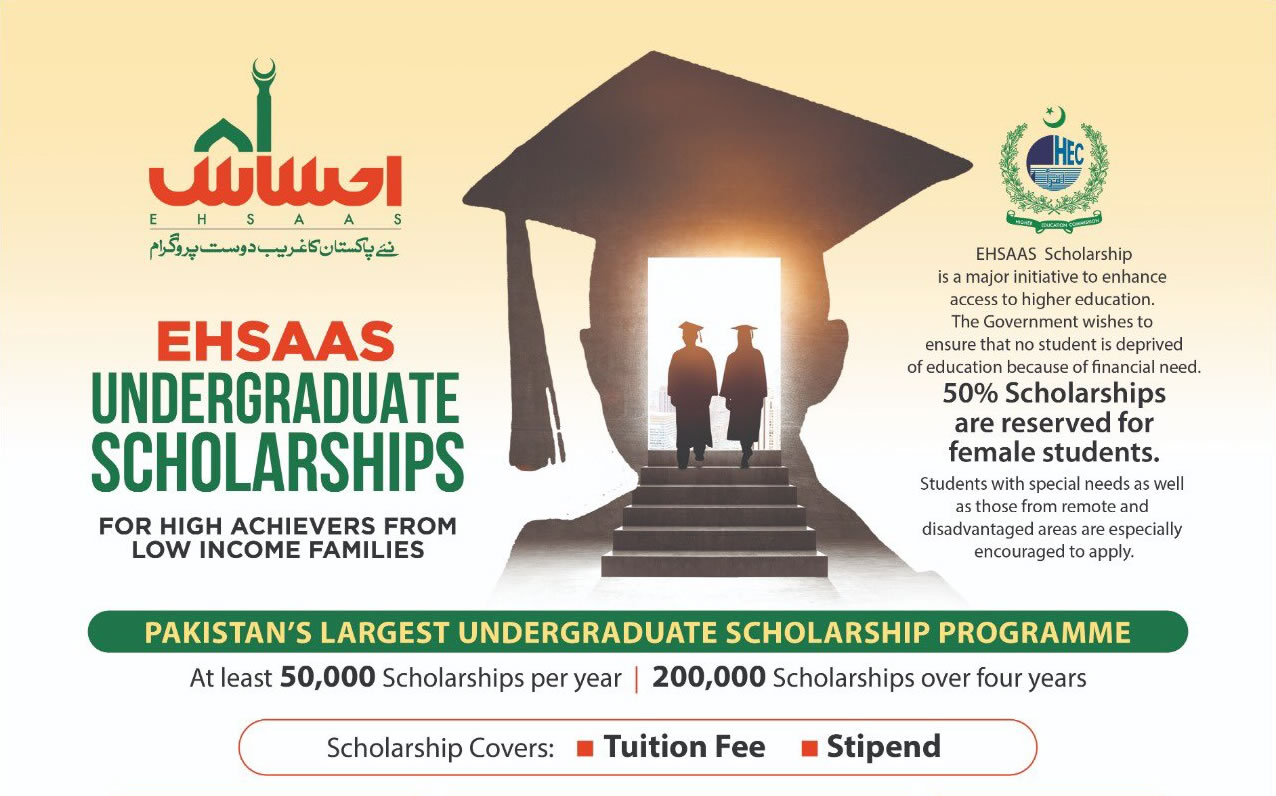 احساس
EHSAAS
نئے پاکستان کا غریب دوست پروگرام
EHSAAS
UNDERGRADUATE
SCHOLARSHIPS
FOR HIGH ACHIEVERS FROM
LOW INCOME FAMILIES
HEC
اقرأ
HIGHER EDUCATION COMMISSION
EHSAAS Scholarship
is a major initiative to enhance
access to higher education.
The Government wishes to
ensure that no student is deprived
of education because of financial need.
50% Scholarships
are reserved for
female students.
Students with special needs as well
as those from remote and
disadvantaged areas are especially
encouraged to apply.
PAKISTAN'S LARGEST UNDERGRADUATE SCHOLARSHIP PROGRAMME
At least 50,000 Scholarships per year | 200,000 Scholarships over four years
Scholarship Covers: ■ Tuition Fee ■ Stipend